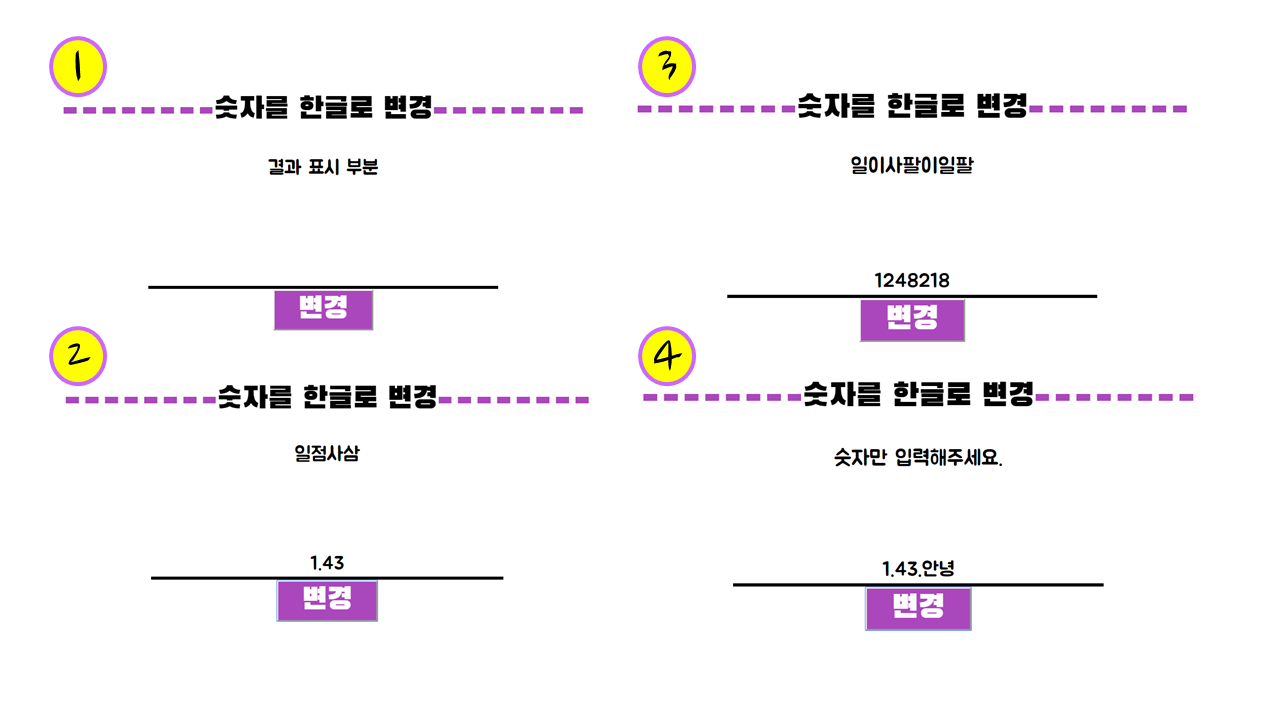 1
숫자를 한글로 변경
결과 표시 부분
변경
2
숫자를 한글로 변경
일점사삼
1.43
변경
3
숫자를 한글로 변경
일이사팔이일팔
1248218
변경
4
숫자를 한글로 변경
숫자만 입력해주세요.
1.43.안녕
변경